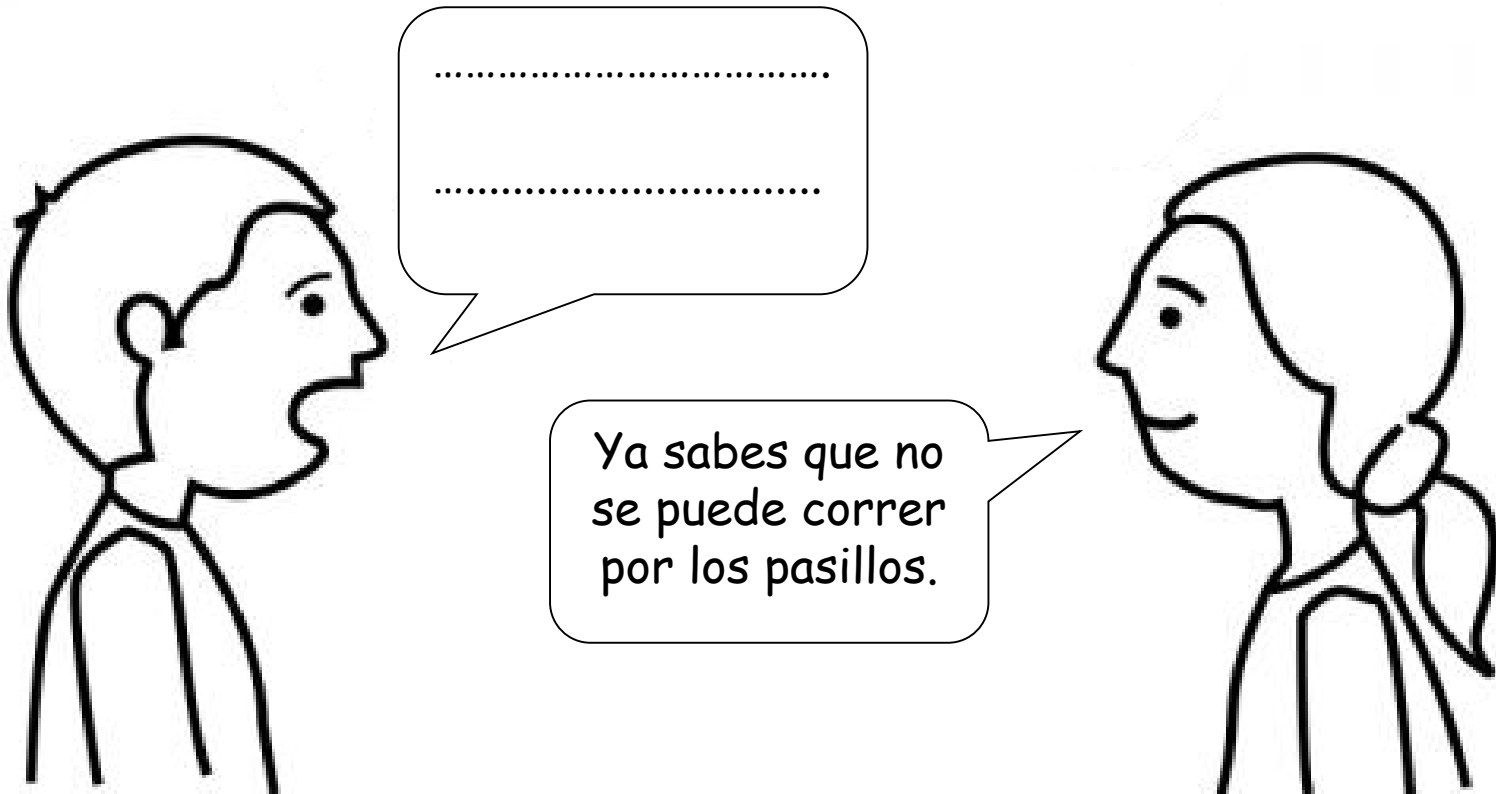 ……………………………….
……………………………….
Ya sabes que no
se puede correr
por los pasillos.